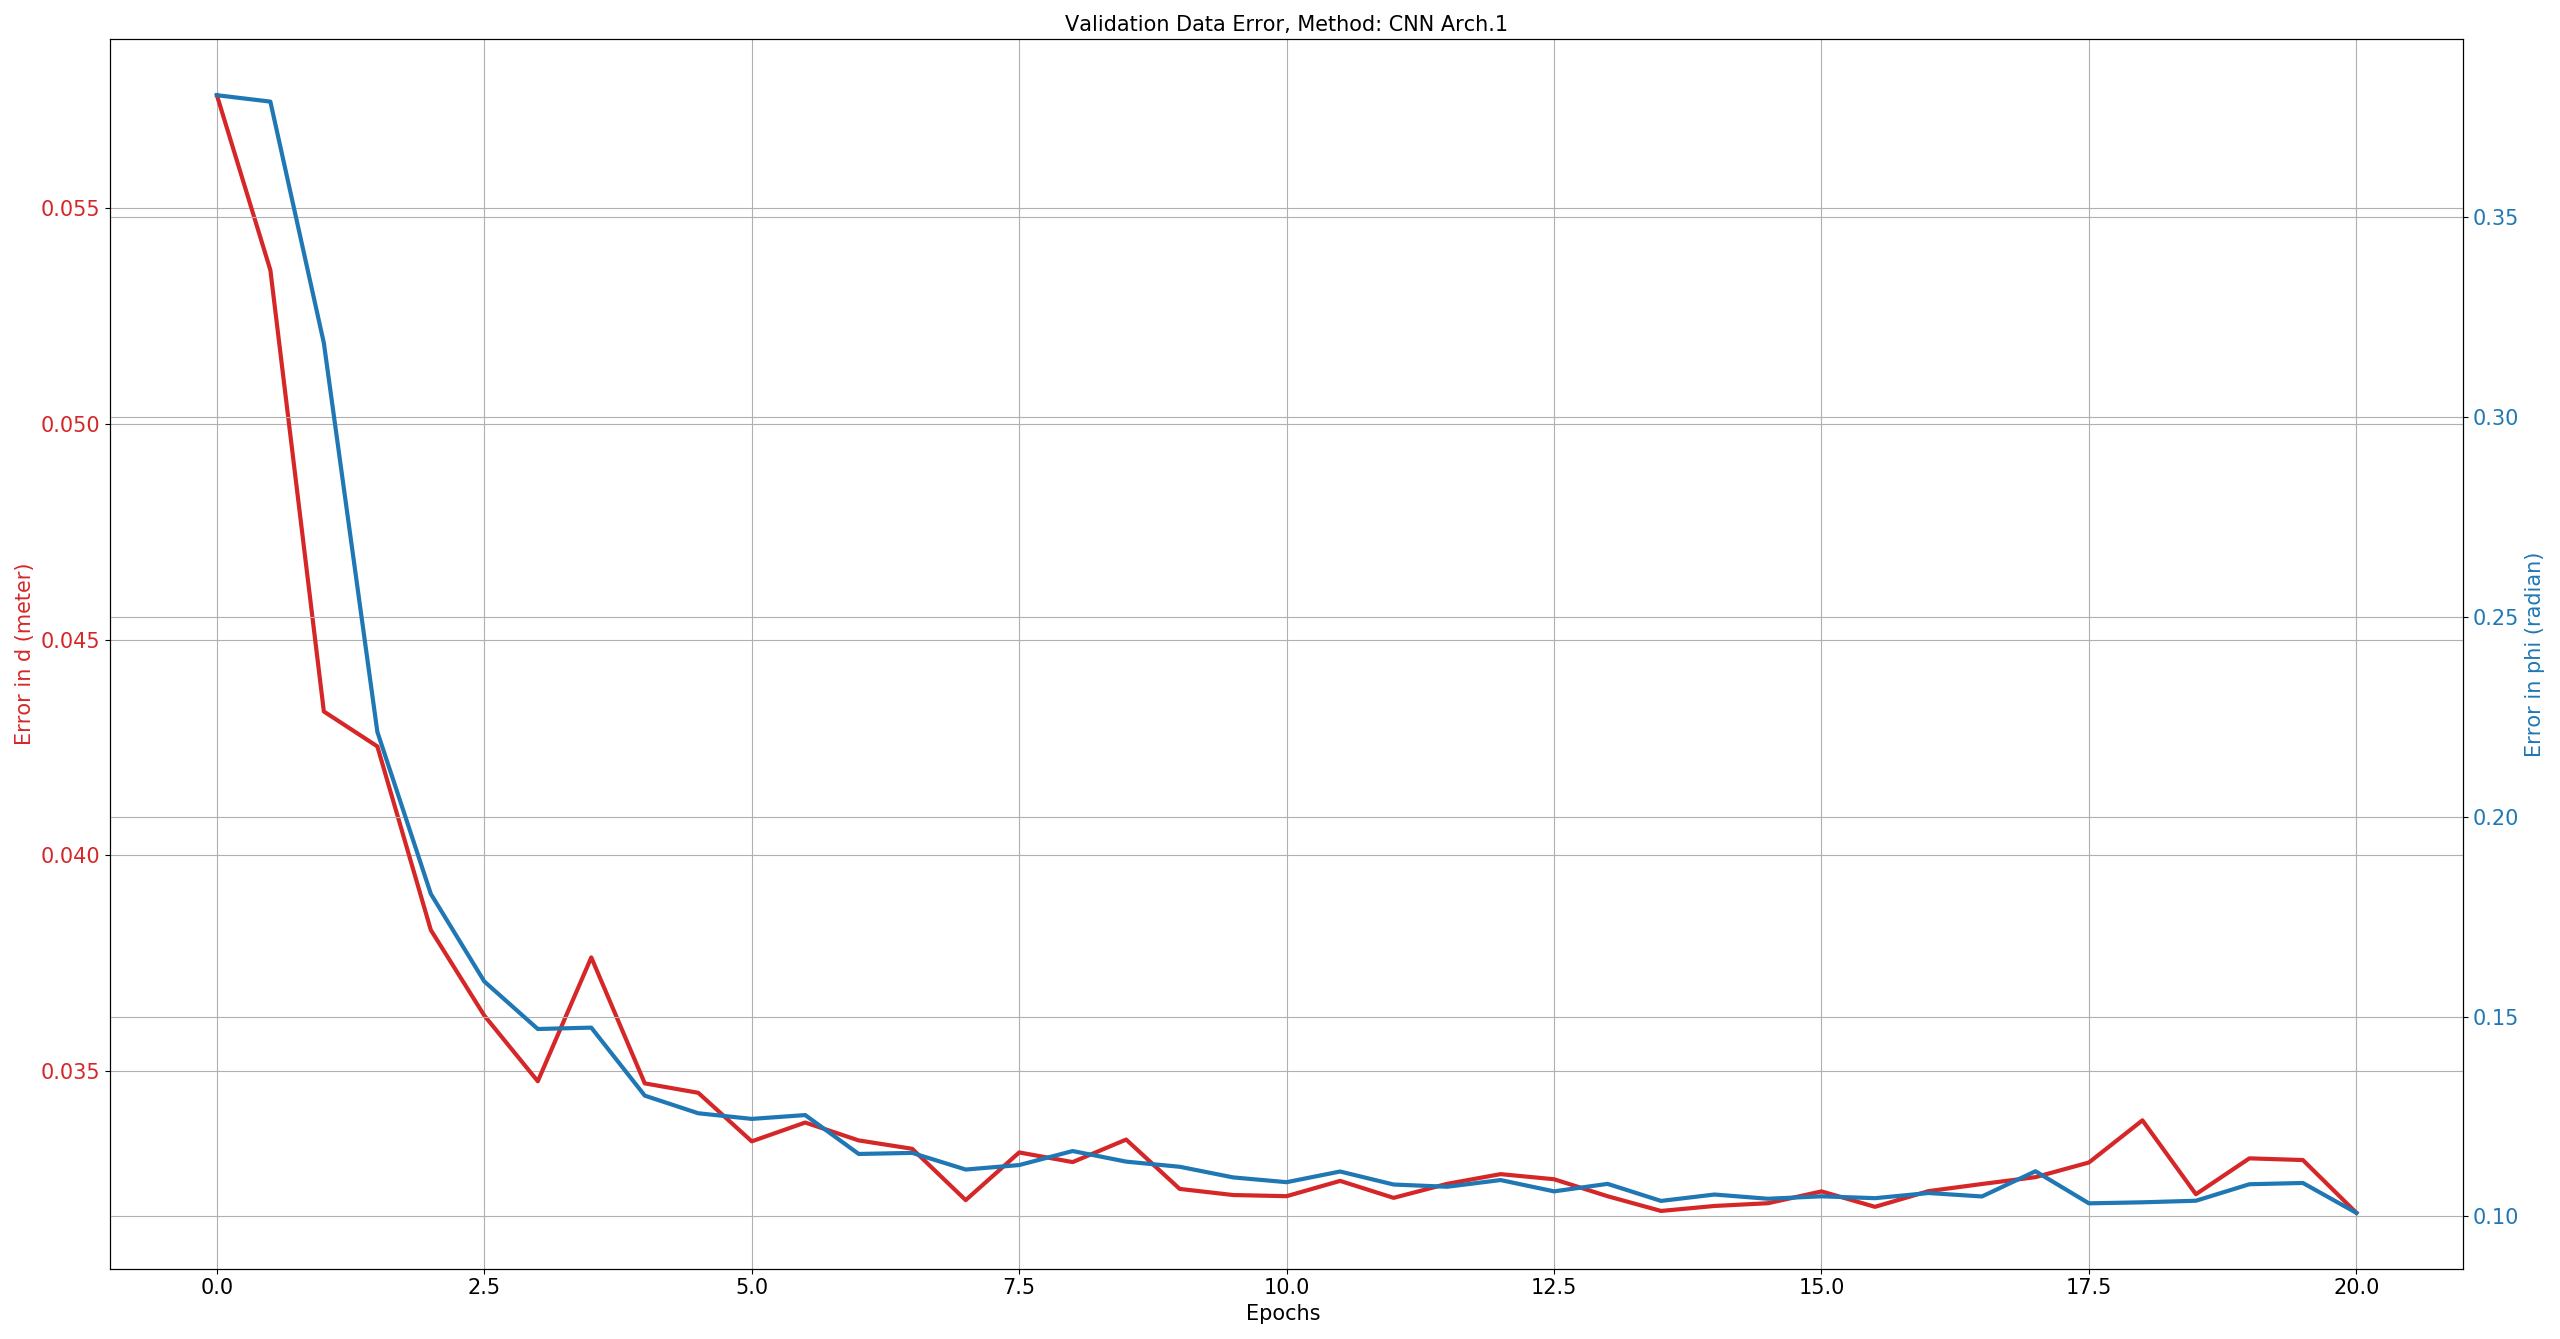 Validation Data Error, Method: CNN Arch.1
Error in d (meter)
0.055
0.050
0.045
0.040
0.035
0.35
0.30
0.25
0.20
0.15
0.10
Error in phi (radian)
0.0 2.5 5.0 7.5 10.0 12.5 15.0 17.5 20.0
Epochs